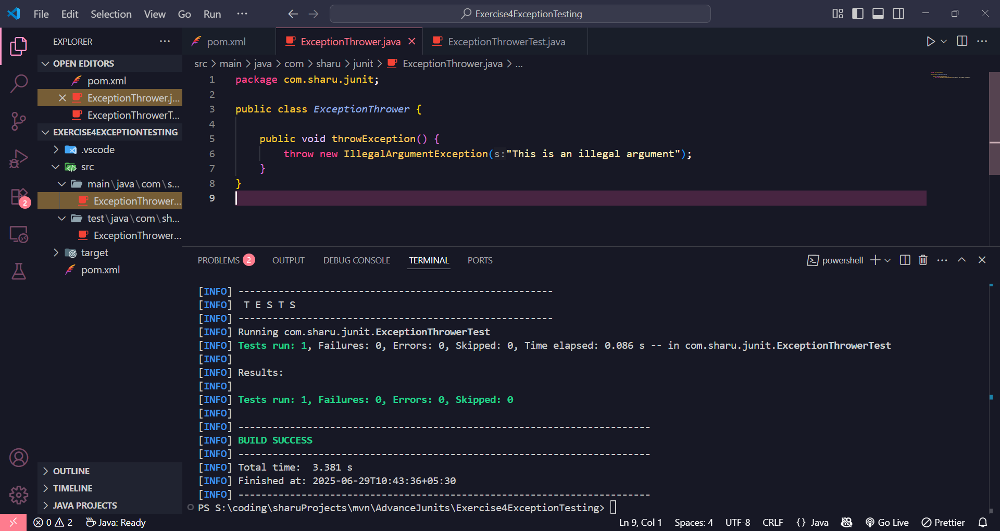 File Edit Selection View Go Run ···
Exercise4ExceptionTesting
EXPLORER ···
OPEN EDITORS
pom.xml
ExceptionThrower.j...
ExceptionThrowerT...
EXERCISE4EXCEPTIONTESTING
.vscode
src
main\java\com\s...
ExceptionThrower...
test\java\com\sh...
ExceptionThrower...
target
pom.xml
OUTLINE
TIMELINE
JAVA PROJECTS
2
pom.xml ExceptionThrower.java ExceptionThrowerTest.java
src > main > java > com > sharu > junit > ExceptionThrower.java > ...
1 package com.sharu.junit;
2
3 public class ExceptionThrower {
4
5 public void throwException() {
6 throw new IllegalArgumentException(s:"This is an illegal argument");
7 }
8 }
9
PROBLEMS 2 OUTPUT DEBUG CONSOLE TERMINAL PORTS
powershell
[INFO] -------------------------------------------------------
[INFO]  T E S T S
[INFO] -------------------------------------------------------
[INFO] Running com.sharu.junit.ExceptionThrowerTest
[INFO] Tests run: 1, Failures: 0, Errors: 0, Skipped: 0, Time elapsed: 0.086 s -- in com.sharu.junit.ExceptionThrowerTest
[INFO]
[INFO] Results:
[INFO]
[INFO] Tests run: 1, Failures: 0, Errors: 0, Skipped: 0
[INFO]
[INFO] ------------------------------------------------------------------------
[INFO] BUILD SUCCESS
[INFO] ------------------------------------------------------------------------
[INFO] Total time:  3.381 s
[INFO] Finished at: 2025-06-29T10:43:36+05:30
[INFO] ------------------------------------------------------------------------
PS S:\coding\sharuProjects\mvn\AdvanceJunits\Exercise4ExceptionTesting>
0 2 Java: Ready Ln 9, Col 1 Spaces: 4 UTF-8 CRLF {} Java Go Live Prettier